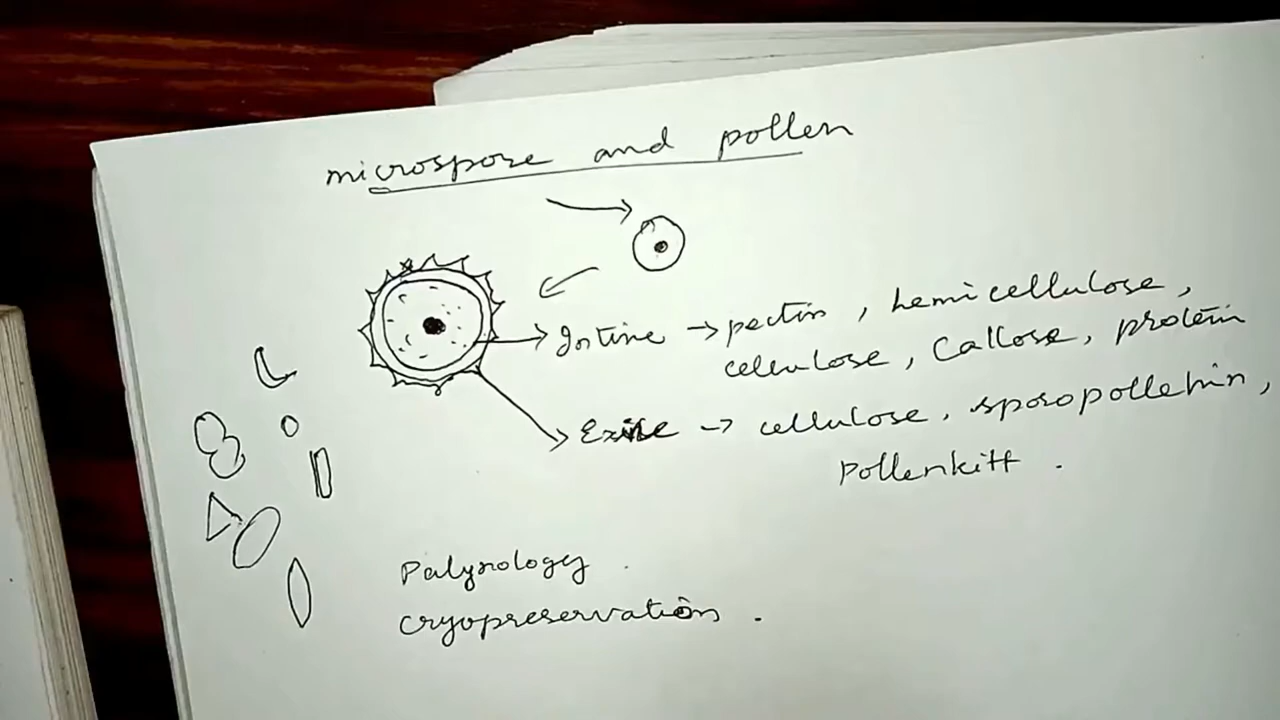 microspore and pollen
Intine → pectin, hemicellulose,
cellulose, Callose, protein
Exine → cellulose, sporopollenin,
Pollenkitt.
Palynology.
cryopreservation.